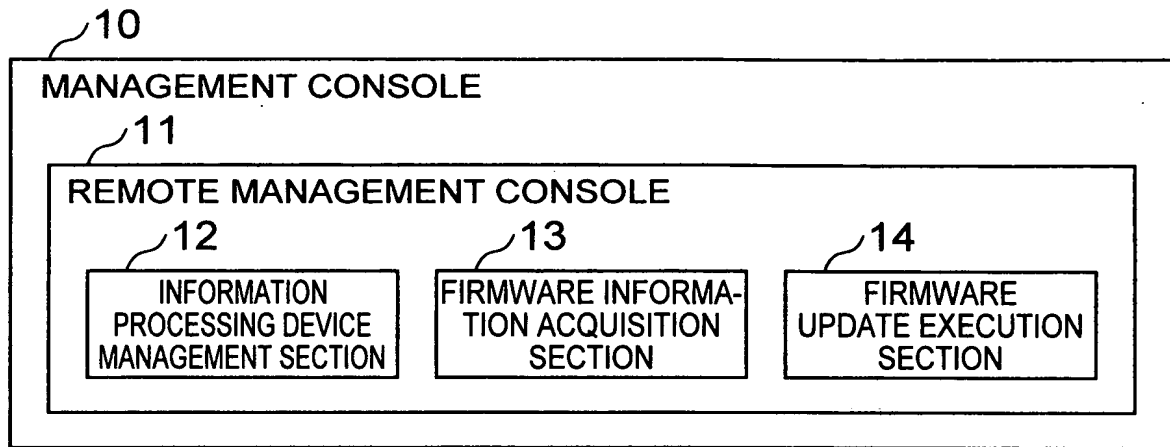 10
MANAGEMENT CONSOLE
11
REMOTE MANAGEMENT CONSOLE
12
INFORMATION
PROCESSING DEVICE
MANAGEMENT SECTION
13
FIRMWARE INFORMA-
TION ACQUISITION
SECTION
14
FIRMWARE
UPDATE EXECUTION
SECTION